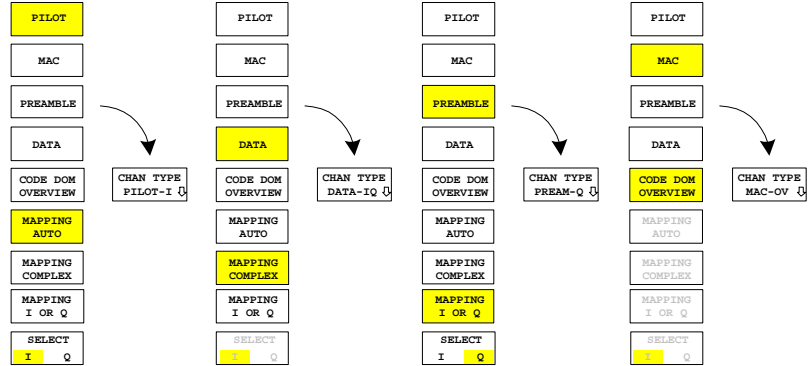 PILOT
MAC
PREAMBLE
DATA
CODE DOM
OVERVIEW
MAPPING
AUTO
MAPPING
COMPLEX
MAPPING
I OR Q
SELECT
I Q
CHAN TYPE
PILOT-I ⇩
PILOT
MAC
PREAMBLE
DATA
CODE DOM
OVERVIEW
MAPPING
AUTO
MAPPING
COMPLEX
MAPPING
I OR Q
SELECT
I Q
CHAN TYPE
DATA-IQ ⇩
PILOT
MAC
PREAMBLE
DATA
CODE DOM
OVERVIEW
MAPPING
AUTO
MAPPING
COMPLEX
MAPPING
I OR Q
SELECT
I Q
CHAN TYPE
PREAM-Q ⇩
PILOT
MAC
PREAMBLE
DATA
CODE DOM
OVERVIEW
MAPPING
AUTO
MAPPING
COMPLEX
MAPPING
I OR Q
SELECT
I Q
CHAN TYPE
MAC-OV ⇩